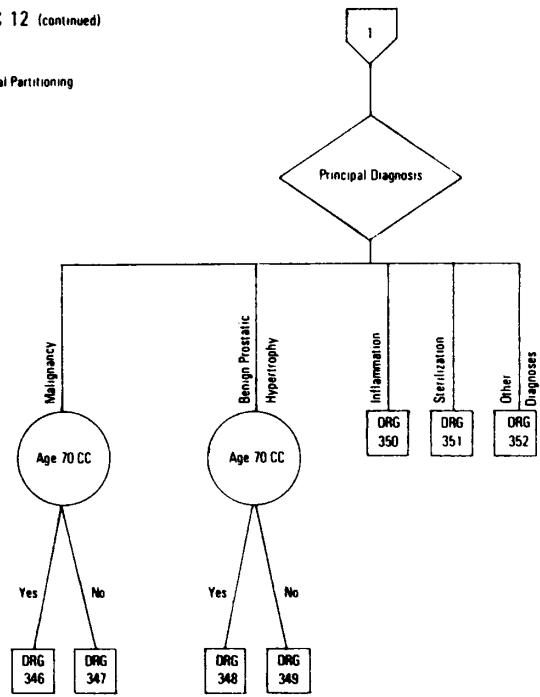 12 (continued)
al Partitioning
1
Principal Diagnosis
Malignancy
Benign Prostatic
Hypertrophy
Inflammation
Sterilization
Other
Diagnoses
DRG
350
DRG
351
DRG
352
Age 70 CC
Age 70 CC
Yes
No
Yes
No
DRG
346
DRG
347
DRG
348
DRG
349